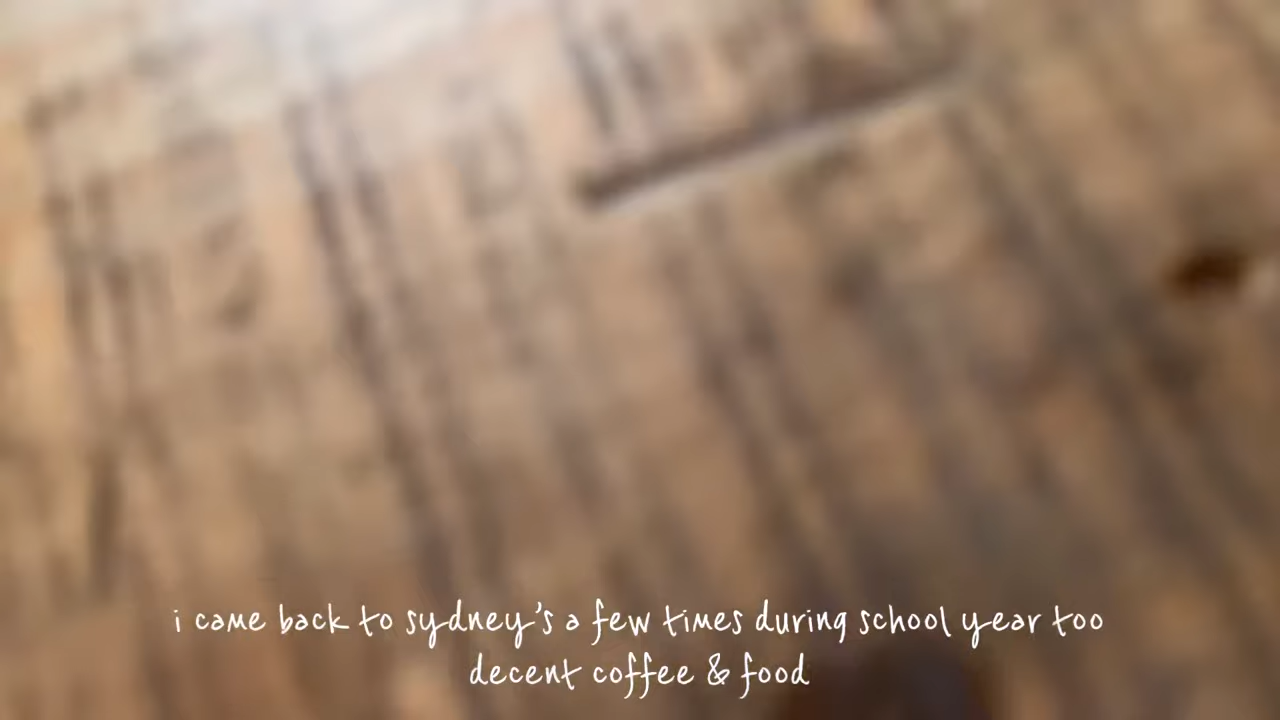 i came back to sydney's a few times during school year too
decent coffee & food